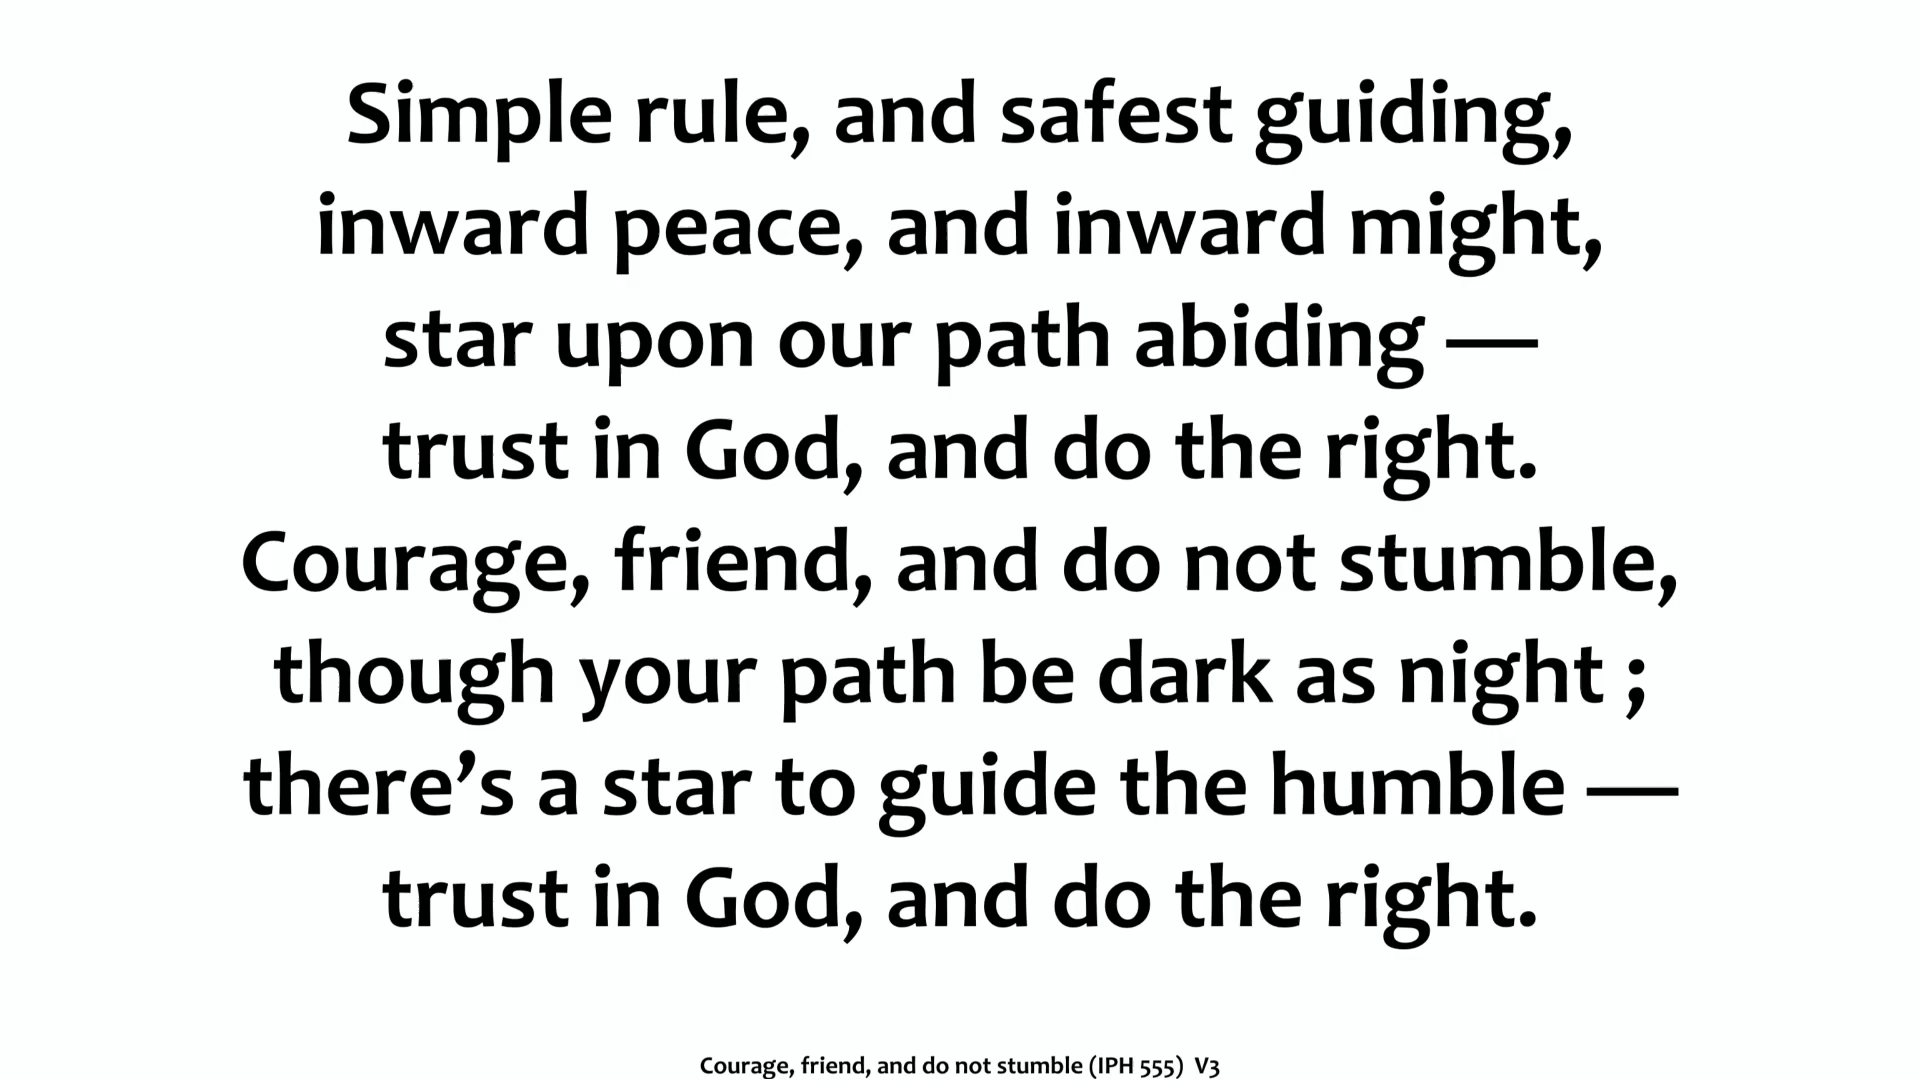 Simple rule, and safest guiding,
inward peace, and inward might,
star upon our path abiding —
trust in God, and do the right.
Courage, friend, and do not stumble,
though your path be dark as night ;
there’s a star to guide the humble —
trust in God, and do the right.
Courage, friend, and do not stumble (IPH 555)  V3